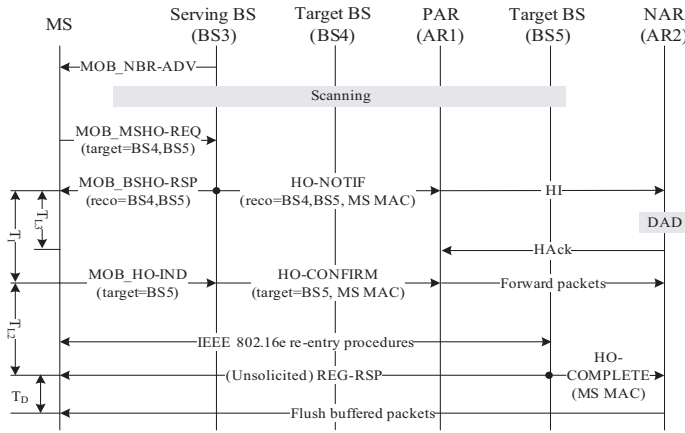 MS
Serving BS
(BS3)
Target BS
(BS4)
PAR
(AR1)
Target BS
(BS5)
NAR
(AR2)
MOB_NBR-ADV
Scanning
MOB_MSHO-REQ
(target=BS4,BS5)
MOB_BSHO-RSP
(reco=BS4,BS5)
HO-NOTIF
(reco=BS4,BS5, MS MAC)
HI
DAD
HAck
T_L3
T_I
MOB_HO-IND
(target=BS5)
HO-CONFIRM
(target=BS5, MS MAC)
Forward packets
T_L2
IEEE 802.16e re-entry procedures
(Unsolicited) REG-RSP
HO-
COMPLETE
(MS MAC)
T_D
Flush buffered packets